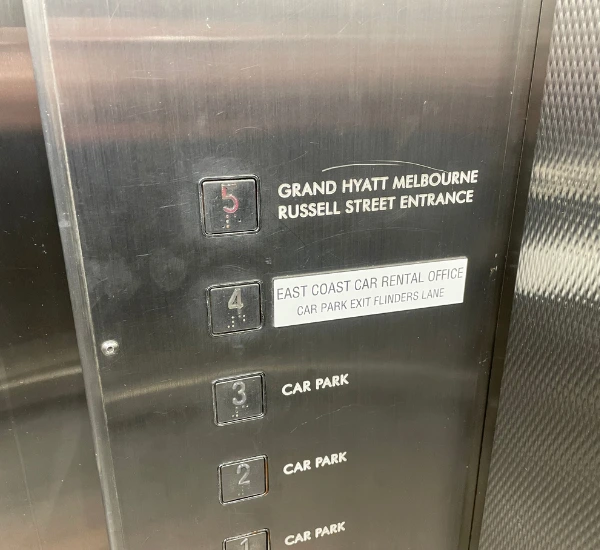 5 GRAND HYATT MELBOURNE
RUSSELL STREET ENTRANCE
4 EAST COAST CAR RENTAL OFFICE
CAR PARK EXIT FLINDERS LANE
3 CAR PARK
2 CAR PARK
1 CAR PARK